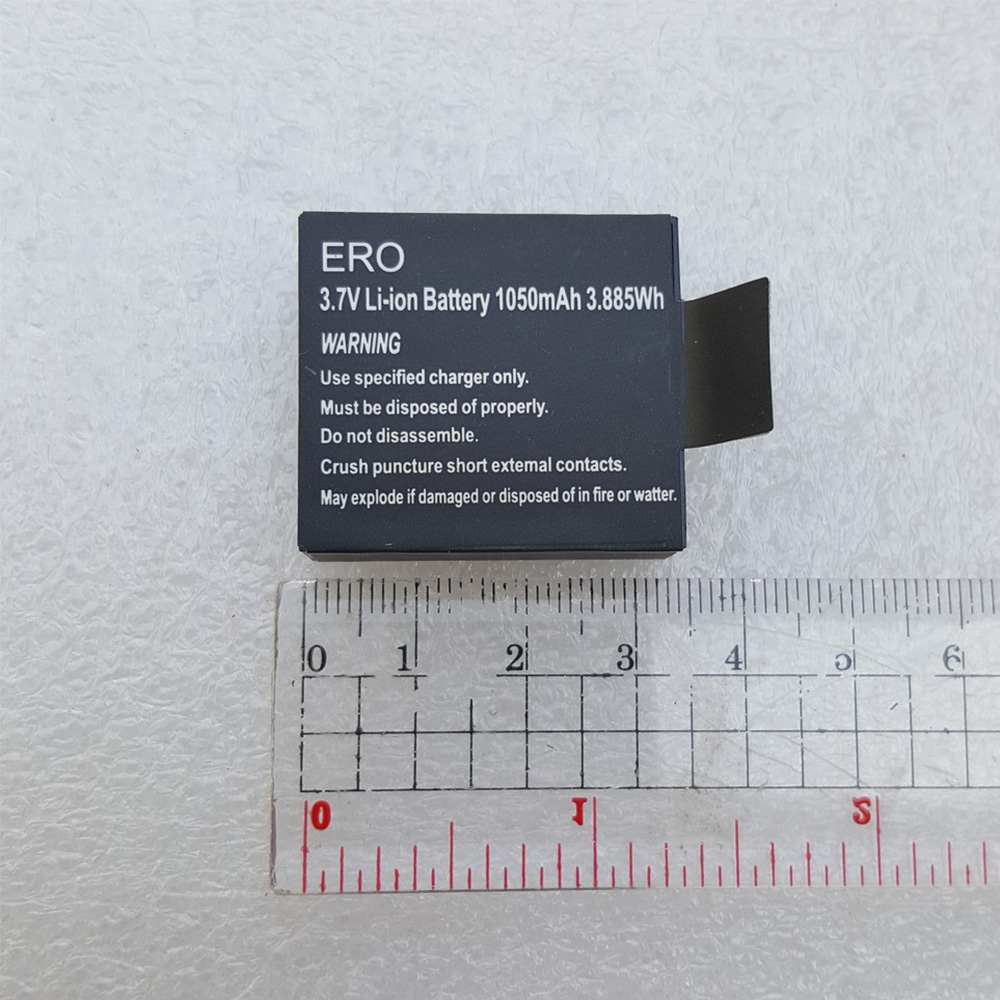 ERO
3.7V Li-ion Battery 1050mAh 3.885Wh
WARNING
Use specified charger only.
Must be disposed of properly.
Do not disassemble.
Crush puncture short external contacts.
May explode if damaged or disposed of in fire or watter.
0 1 2 3 4 5 6
0 1 2